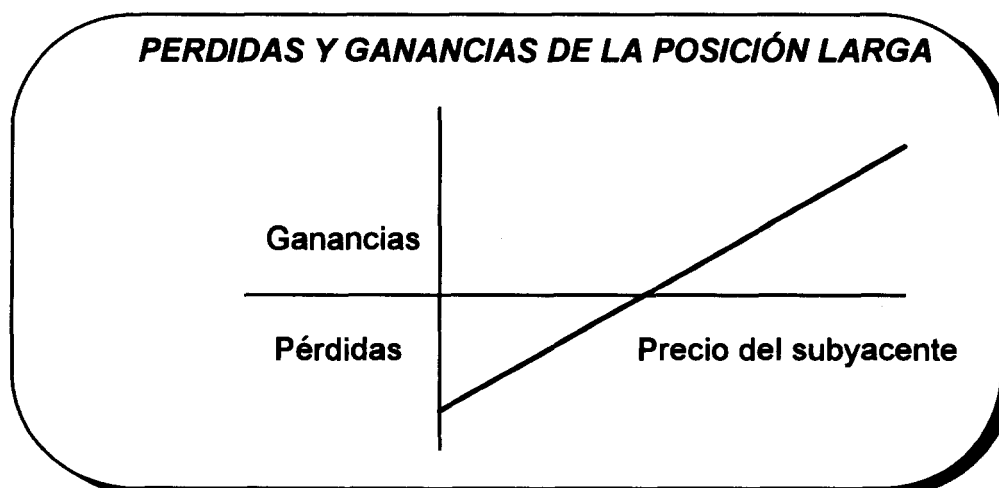 PERDIDAS Y GANANCIAS DE LA POSICIÓN LARGA
Ganancias
Pérdidas
Precio del subyacente